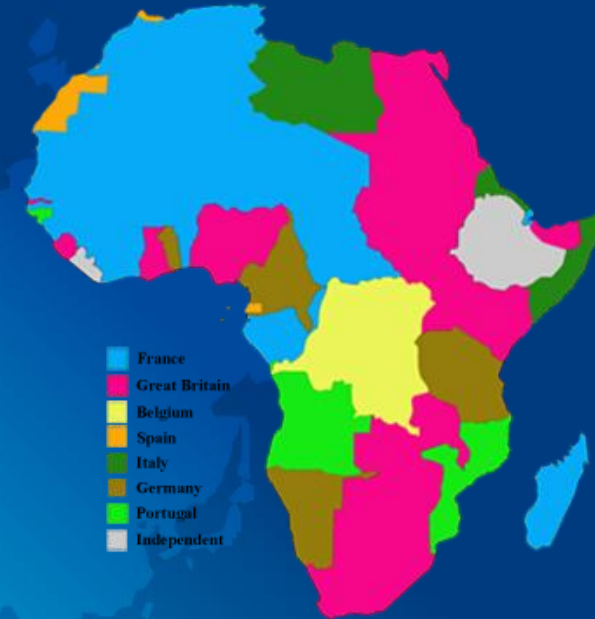 France
Great Britain
Belgium
Spain
Italy
Germany
Portugal
Independent